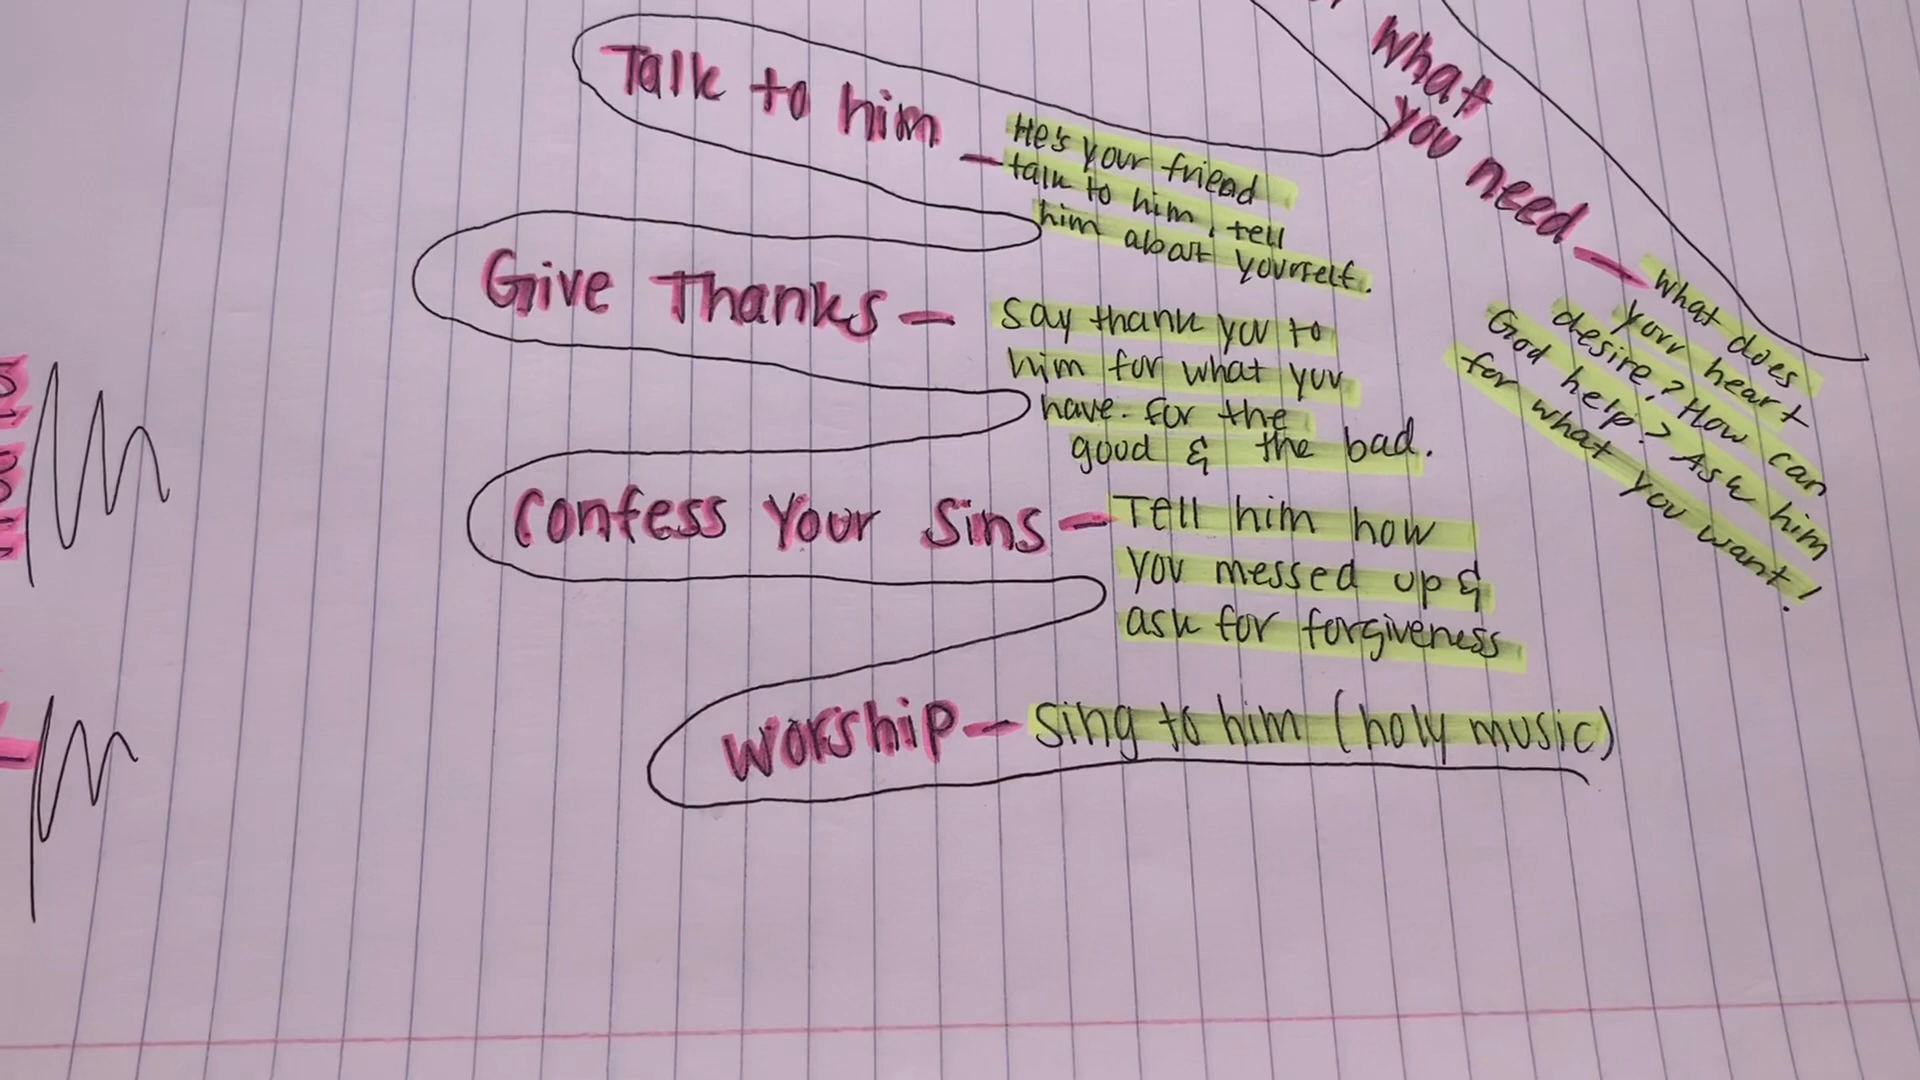 Talk to him -
He's your friend
talk to him, tell
him about yourself.
Give Thanks -
Say thank you to
him for what you
have. for the
good & the bad.
Confess Your Sins -
Tell him how
you messed up &
ask for forgiveness
Worship - Sing to him (holy music)
what
you need -
What does
your heart
desire? How can
God help? Ask him
for what you want!